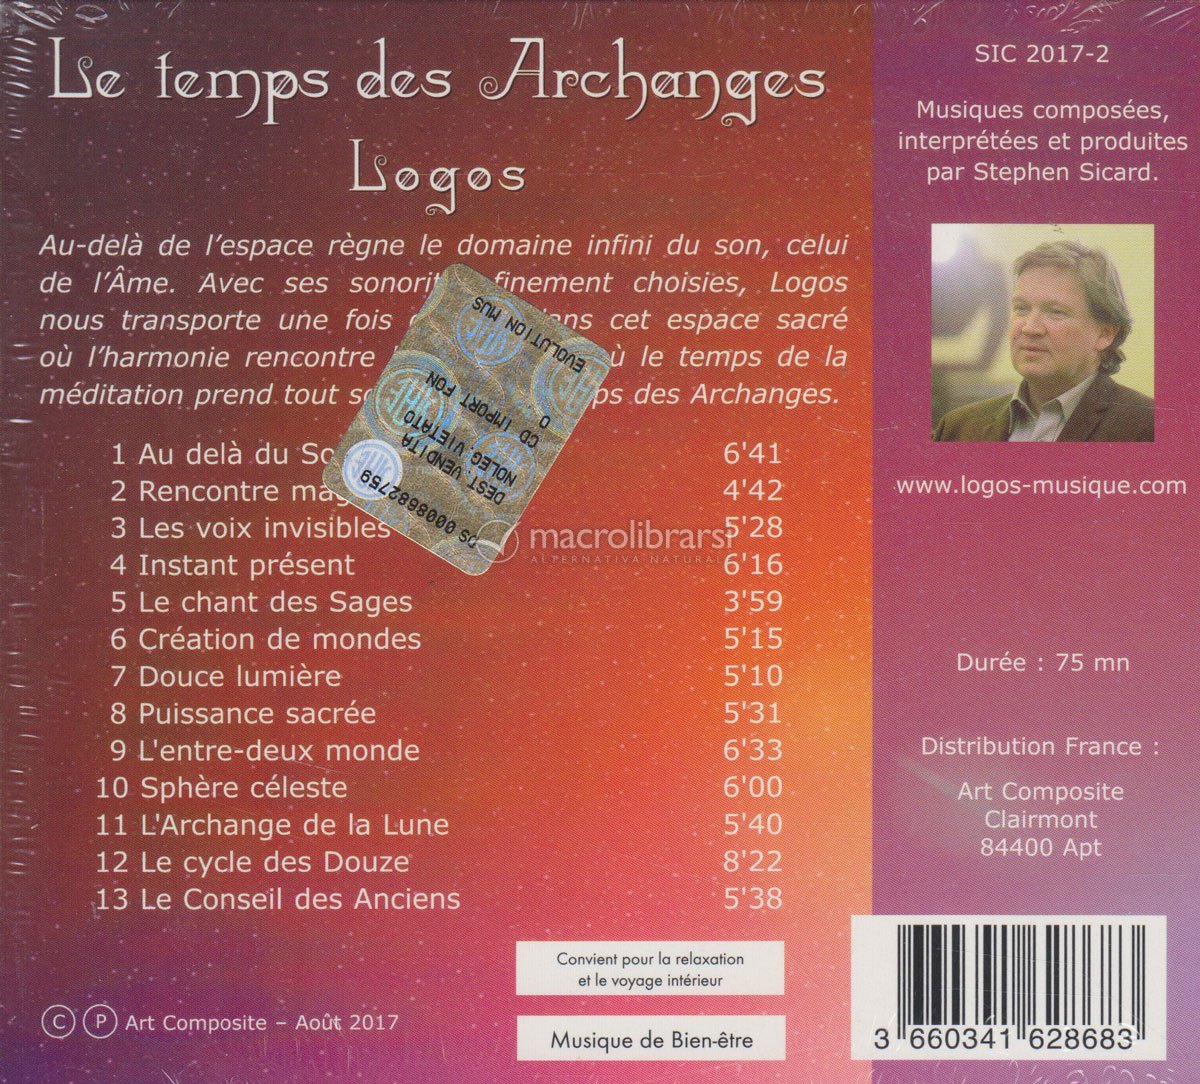 Le temps des Archanges
Logos
Au-delà de l'espace règne le domaine infini du son, celui
de l'Âme. Avec ses finement choisies, Logos
nous transporte une fois cet espace sacré
où l'harmonie rencontre le temps de la
méditation prend tout des Archanges.
1 Au delà du 6'41
2 Rencontre 4'42
3 Les voix invisibles 5'28
4 Instant présent 6'16
5 Le chant des Sages 3'59
6 Création de mondes 5'15
7 Douce lumière 5'10
8 Puissance sacrée 5'31
9 L'entre-deux monde 6'33
10 Sphère céleste 6'00
11 L'Archange de la Lune 5'40
12 Le cycle des Douze 8'22
13 Le Conseil des Anciens 5'38
EVOLUTION MUS
O
CD IMPORT FON
NOLEG.VIETATO
DEST.VENDITA
DS 0008682759
macrolibrarsi
ALTERNATIVA NATURAL
Convient pour la relaxation
et le voyage intérieur
Musique de Bien-être
C P Art Composite – Août 2017
SIC 2017-2
Musiques composées,
interprétées et produites
par Stephen Sicard.
www.logos-musique.com
Durée : 75 mn
Distribution France :
Art Composite
Clairmont
84400 Apt
3 660341 628683